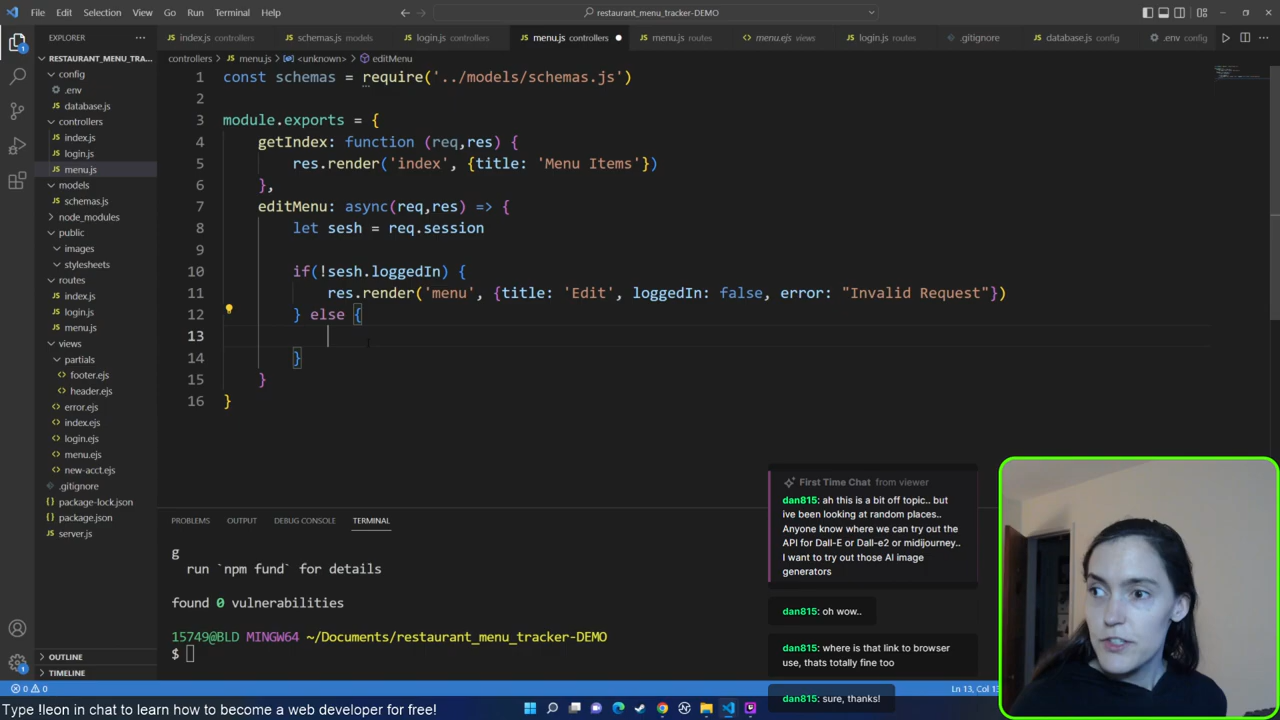 File Edit Selection View Go Run Terminal Help
restaurant_menu_tracker-DEMO
EXPLORER
index.js controllers
schemas.js models
login.js controllers
menu.js controllers
menu.js routes
menu.ejs views
login.js routes
.gitignore
database.js config
.env config
controllers > menu.js > <unknown> > editMenu
RESTAURANT_MENU_TRA...
config
.env
database.js
controllers
index.js
login.js
menu.js
models
schemas.js
node_modules
public
images
stylesheets
routes
index.js
login.js
menu.js
views
partials
footer.ejs
header.ejs
error.ejs
index.ejs
login.ejs
menu.ejs
new-acct.ejs
.gitignore
package-lock.json
package.json
server.js
OUTLINE
TIMELINE
1 const schemas = require('../models/schemas.js')
2
3 module.exports = {
4 getIndex: function (req,res) {
5 res.render('index', {title: 'Menu Items'})
6 },
7 editMenu: async(req,res) => {
8 let sesh = req.session
9
10 if(!sesh.loggedIn) {
11 res.render('menu', {title: 'Edit', loggedIn: false, error: "Invalid Request"})
12 } else {
13
14 }
15 }
16 }
PROBLEMS OUTPUT DEBUG CONSOLE TERMINAL
g
run `npm fund` for details
found 0 vulnerabilities
15749@BLD MINGW64 ~/Documents/restaurant_menu_tracker-DEMO
$
First Time Chat from viewer
dan815: ah this is a bit off topic.. but
ive been looking at random places..
Anyone know where we can try out the
API for Dall-E or Dall-e2 or midjourney..
I want to try out those AI image
generators
dan815: oh wow..
dan815: where is that link to browser
use, thats totally fine too
dan815: sure, thanks!
0 0
Ln 13, Col 13
Type !leon in chat to learn how to become a web developer for free!